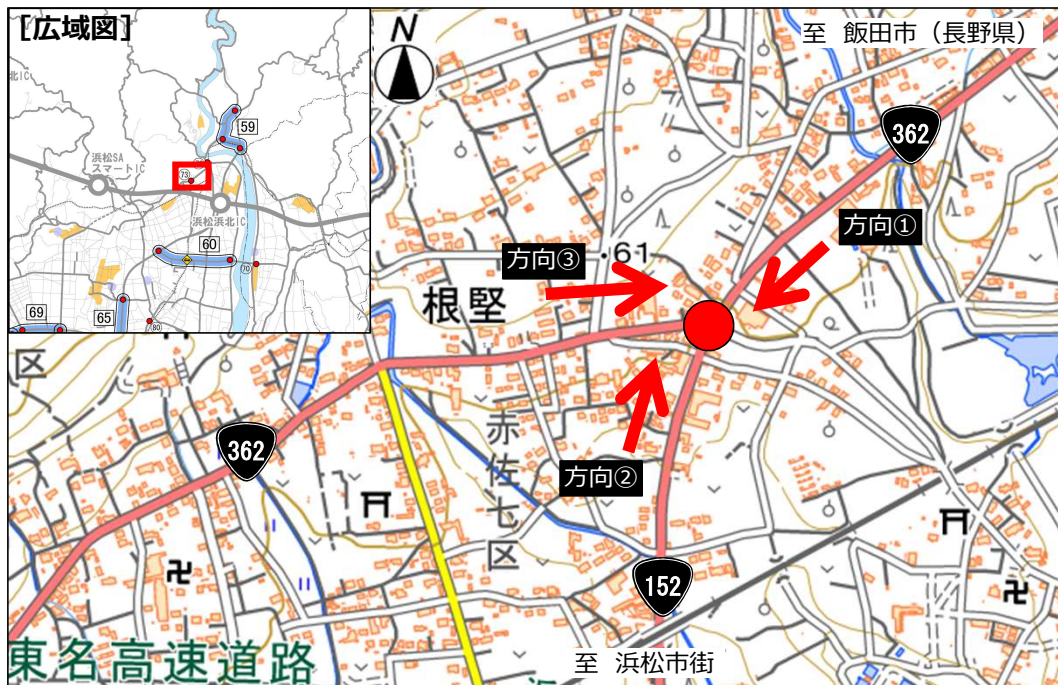 [広域図]
北IC
浜松SA
スマートIC
73
59
浜松浜北IC
60
70
69
65
80
N
至 飯田市（長野県）
362
方向①
方向③
・61
根堅
区
赤佐七区
362
方向②
152
東名高速道路
至 浜松市街